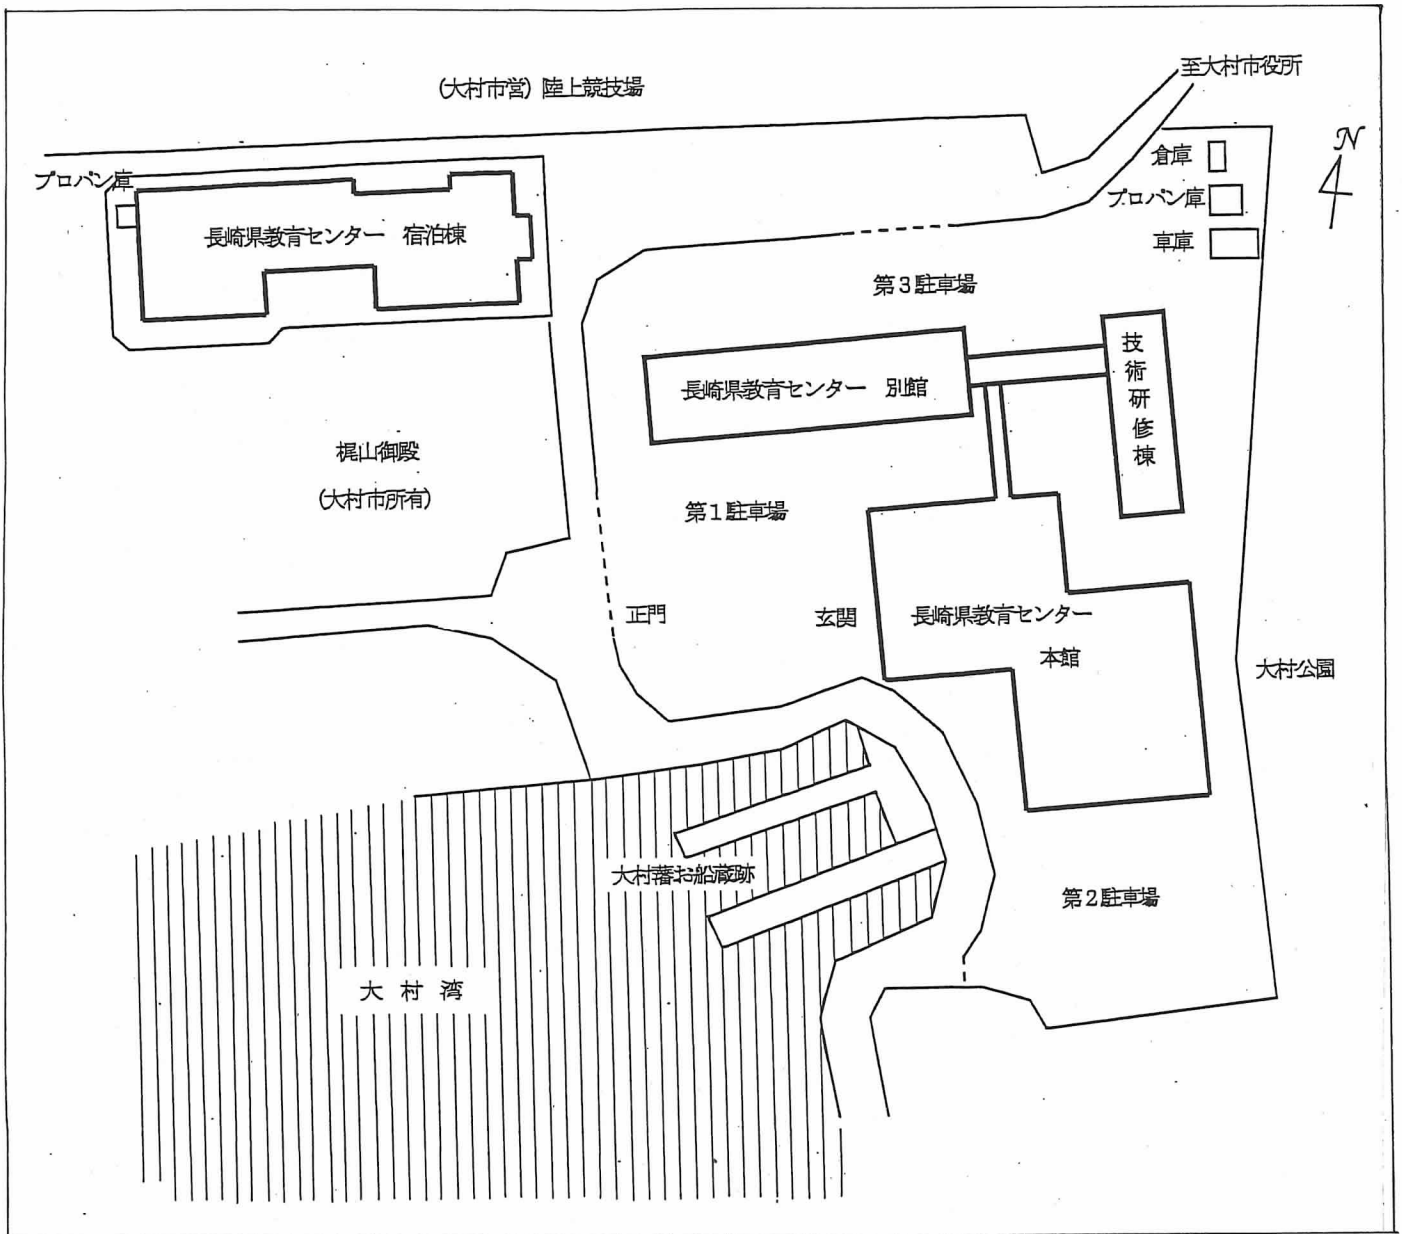 (大村市営) 陸上競技場
至大村市役所
N
倉庫
プロパン庫
車庫
プロパン庫
長崎県教育センター 宿泊棟
第3駐車場
長崎県教育センター 別館
技術研修棟
梶山御殿
(大村市所有)
第1駐車場
正門
玄関
長崎県教育センター
本館
大村公園
大村藩お船蔵跡
第2駐車場
大村湾